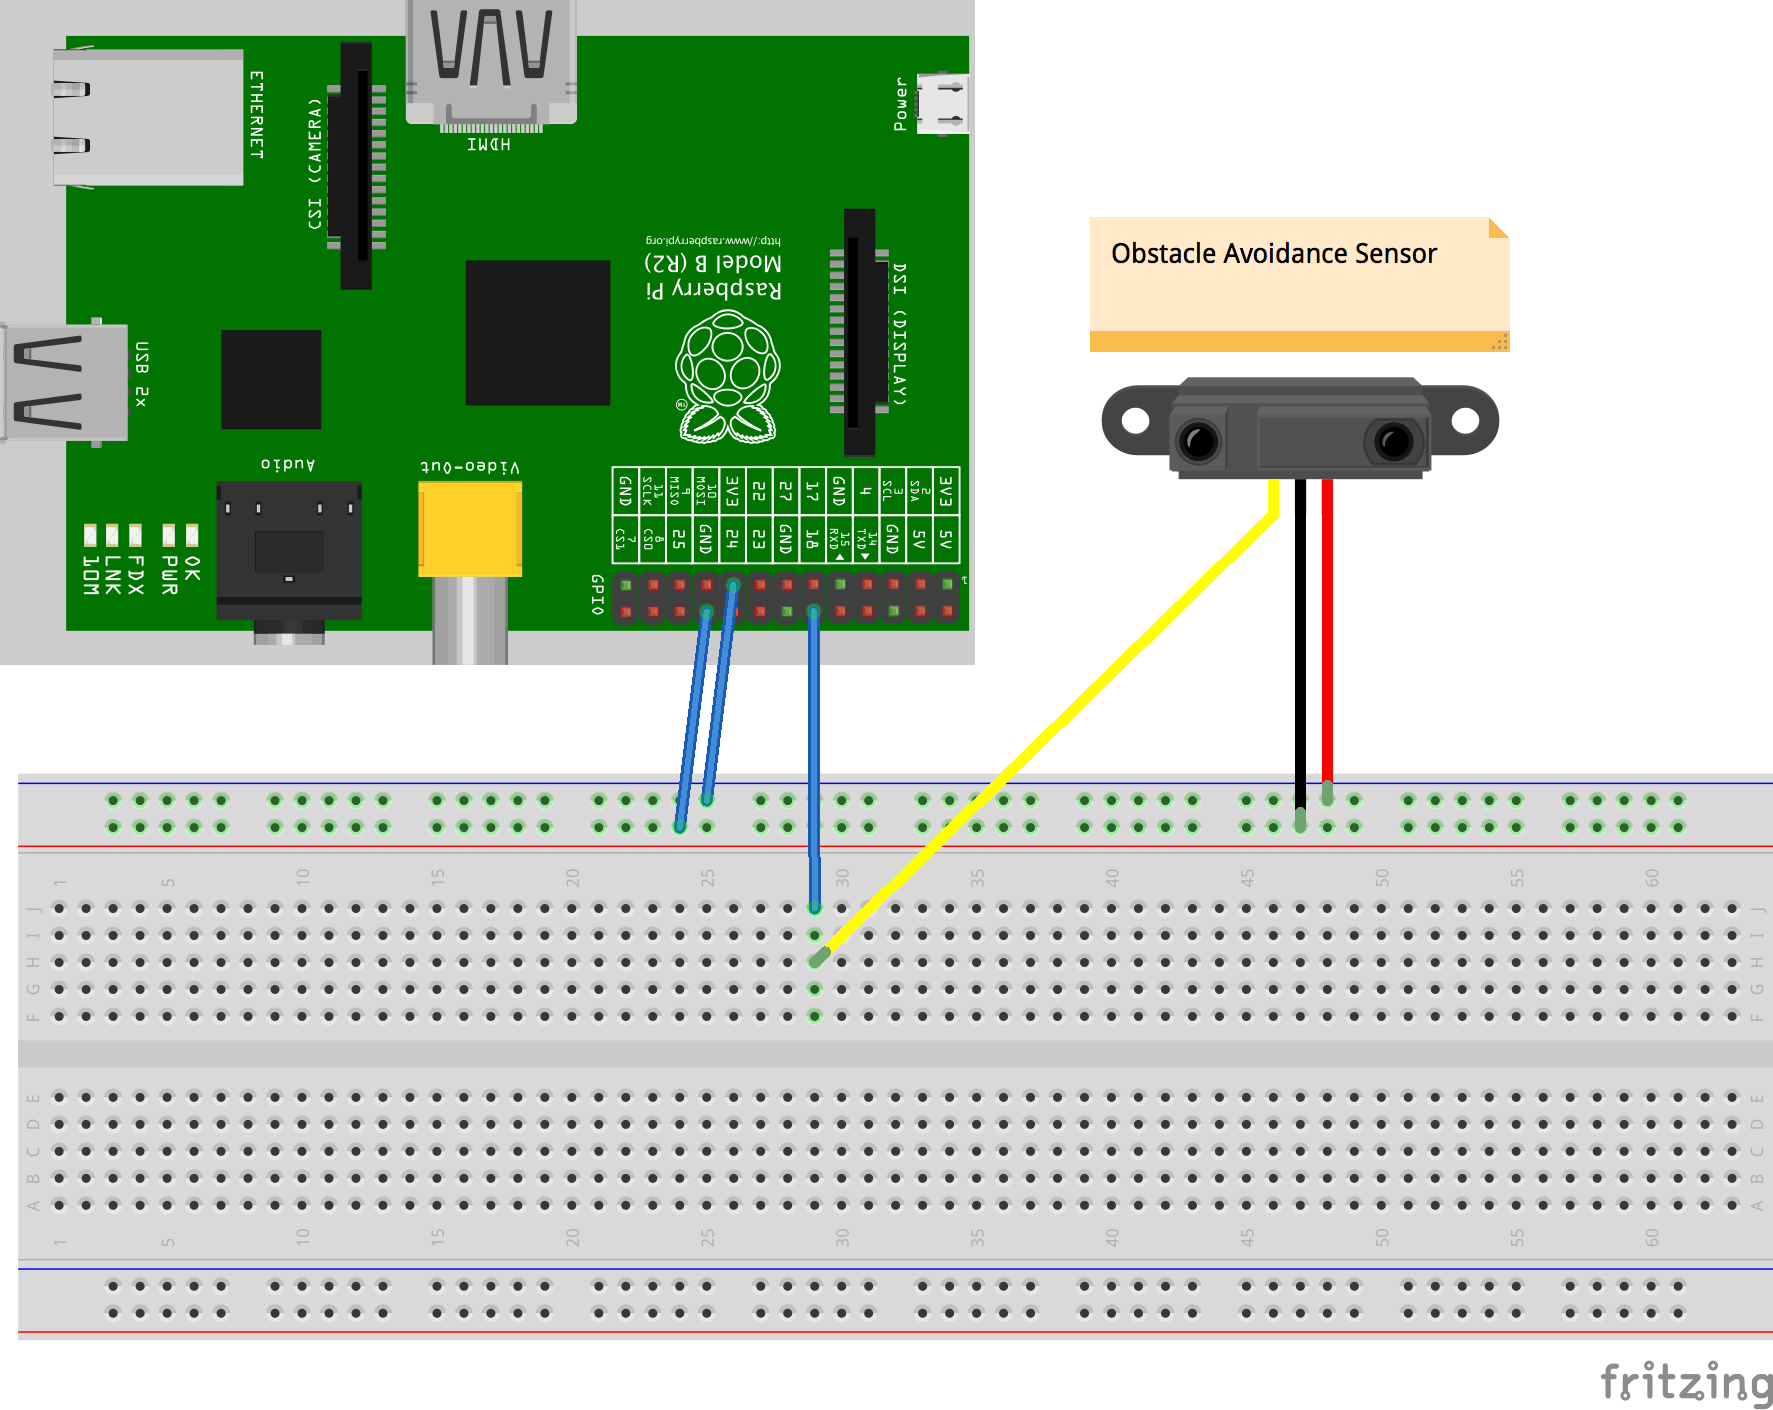 ETHERNET
CSI (CAMERA)
HDMI
Power
http://www.raspberrypi.org
Model B (R2)
Raspberry Pi
DSI (DISPLAY)
Obstacle Avoidance Sensor
USB 2x
TM
Audio
Video-Out
10M LNK FDX PWR OK
GND 11 SCLK 9 MISO 10 MOSI 3V3 22 27 17 GND 4 3 SCL 2 SDA 3V3
7 CS1 8 CS0 25 GND 24 23 GND 18 15 RXD 14 TXD GND 5V 5V
GPIO
1
1 5 10 15 20 25 30 35 40 45 50 55 60
J J
I I
H H
G G
F F
E E
D D
C C
B B
A A
1 5 10 15 20 25 30 35 40 45 50 55 60
fritzing